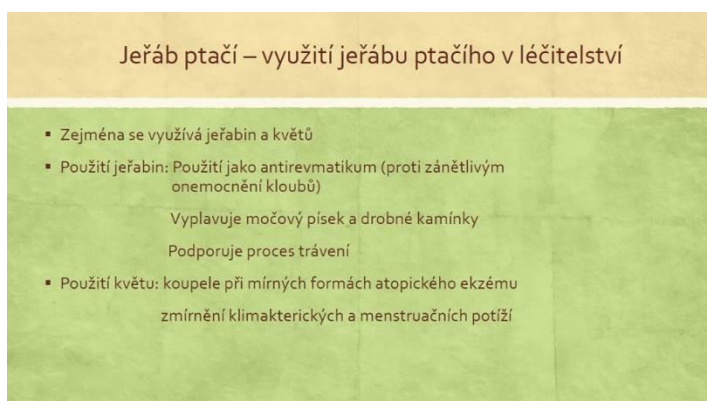 Jeřáb ptačí – využití jeřábu ptačího v léčitelství
▪ Zejména se využívá jeřabin a květů
▪ Použití jeřabin: Použití jako antirevmatikum (proti zánětlivým
onemocnění kloubů)
Vyplavuje močový písek a drobné kamínky
Podporuje proces trávení
▪ Použití květu: koupele při mírných formách atopického ekzému
zmírnění klimakterických a menstruačních potíží